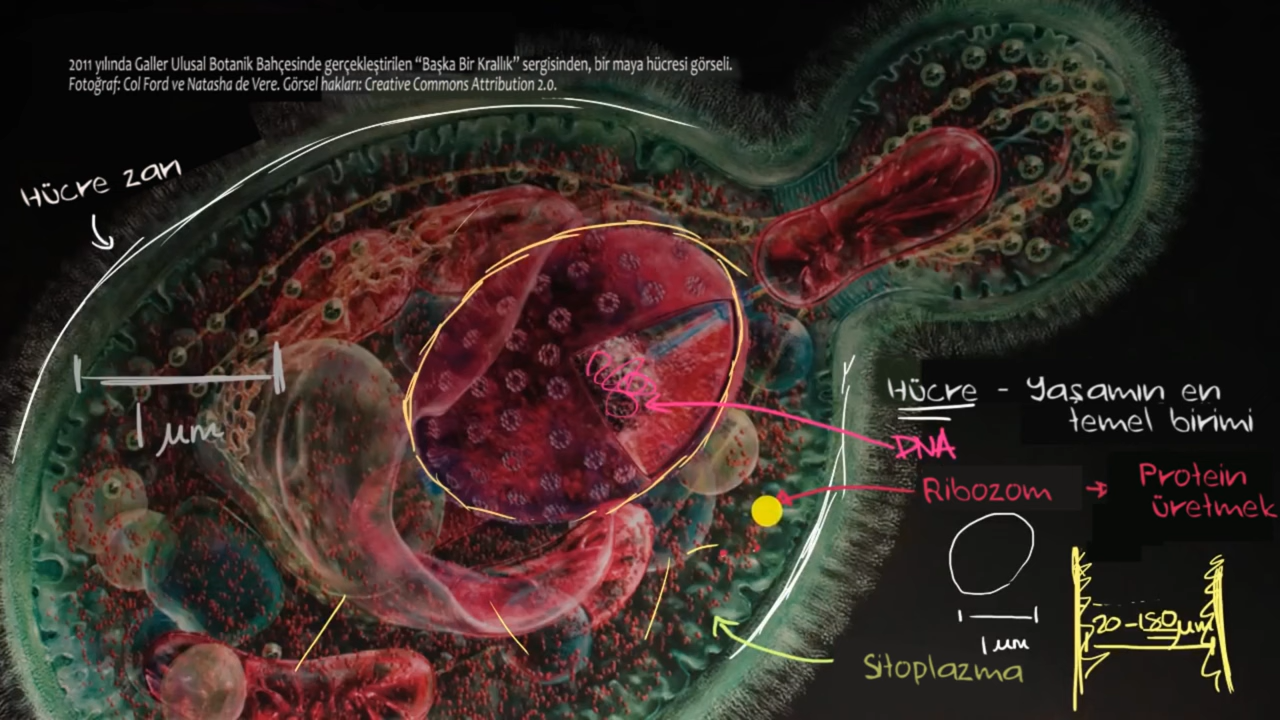 2011 yılında Galler Ulusal Botanik Bahçesinde gerçekleştirilen “Başka Bir Krallık” sergisinden, bir maya hücresi görseli.
Fotoğraf: Col Ford ve Natasha de Vere. Görsel hakları: Creative Commons Attribution 2.0.
Hücre zarı
1 µm
Hücre - Yaşamın en
temel birimi
DNA
Ribozom → Protein
üretmek
20-180 µm
1 µm
Sitoplazma